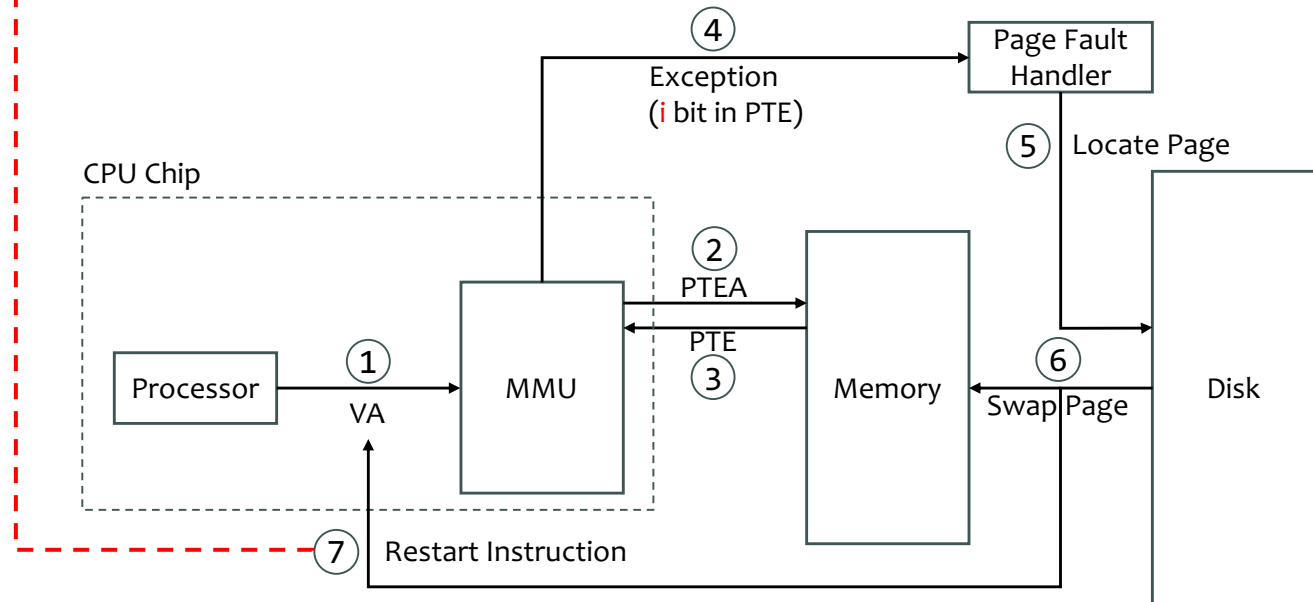 4
Page Fault
Handler
Exception
(i bit in PTE)
5
Locate Page
CPU Chip
2
PTEA
PTE
3
1
VA
Processor
MMU
Memory
6
Swap Page
Disk
7
Restart Instruction